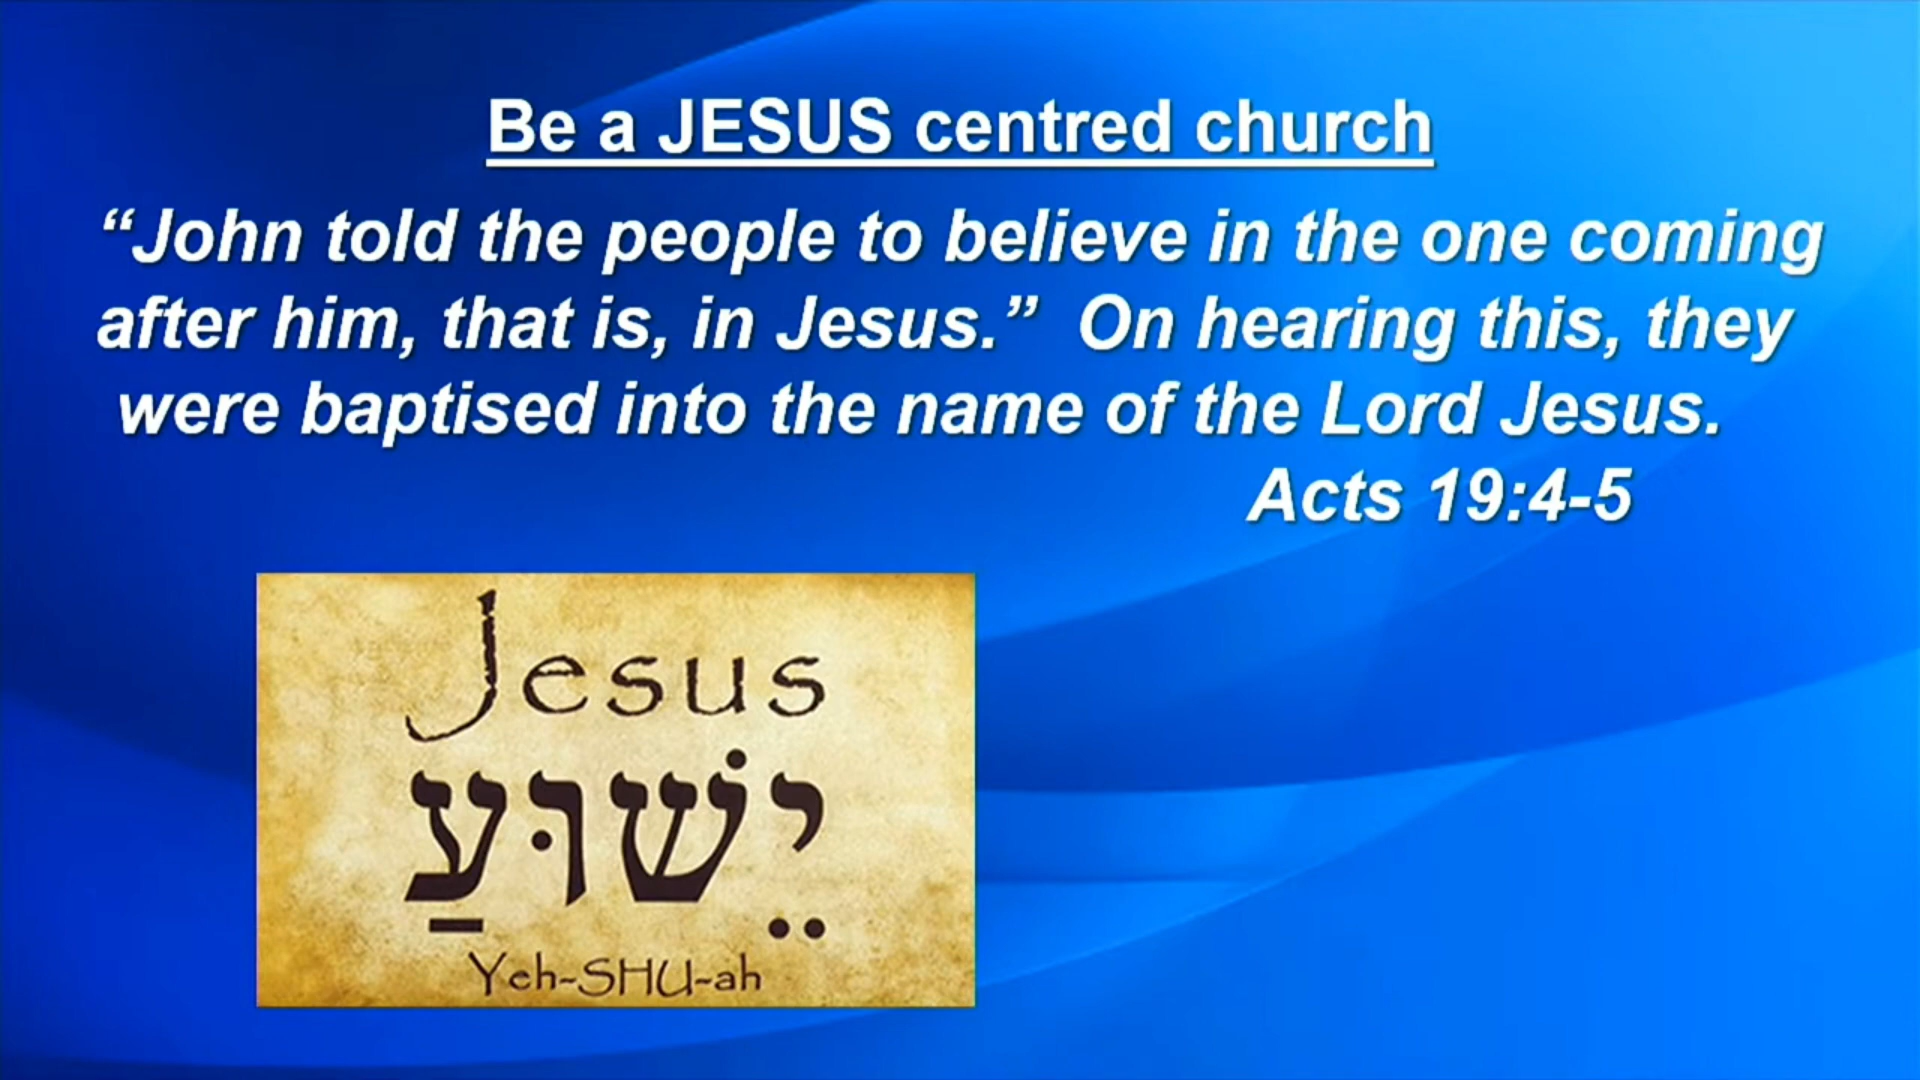 Be a JESUS centred church
“John told the people to believe in the one coming
after him, that is, in Jesus.” On hearing this, they
were baptised into the name of the Lord Jesus.
Acts 19:4-5
Jesus
יֵשׁוּעַ
Yeh-SHU-ah